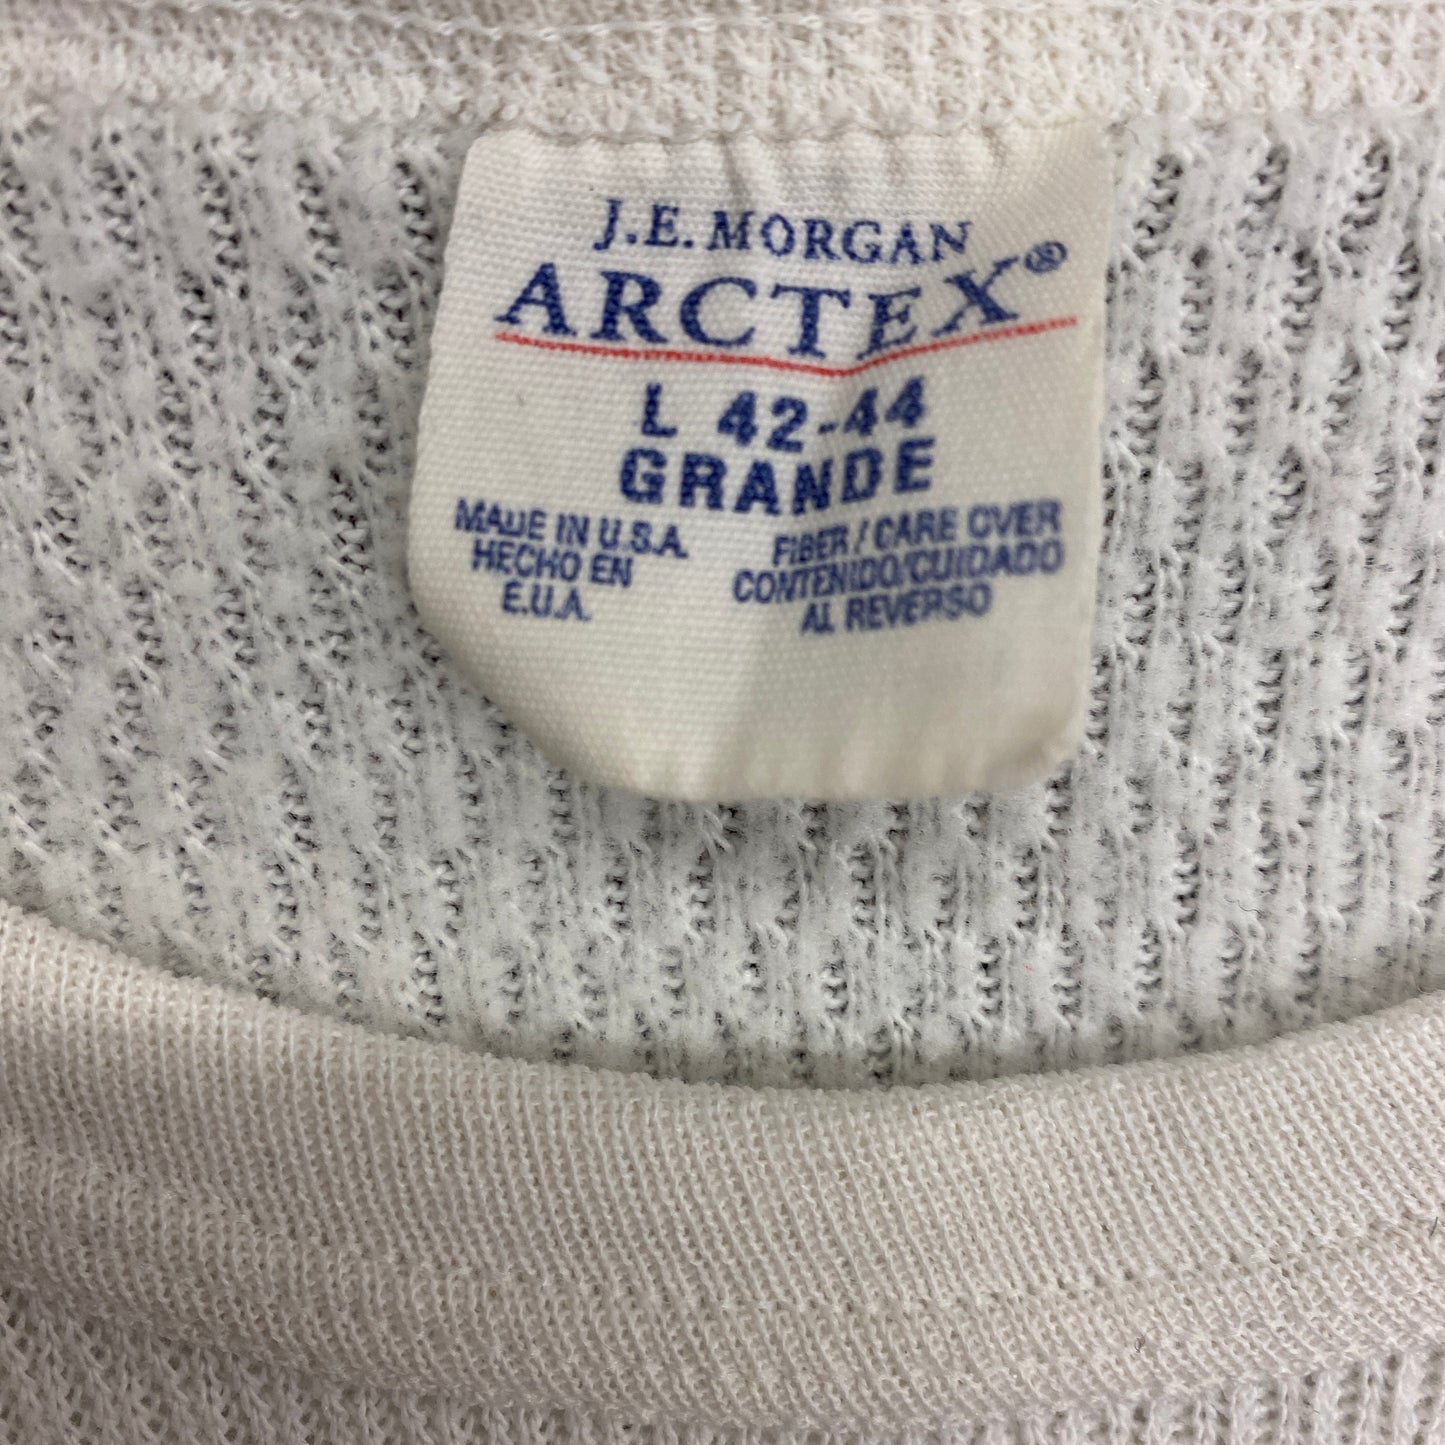 J.E. MORGAN
ARCTEX®
L 42-44
GRANDE
MADE IN U.S.A.
HECHO EN
E.U.A.
FIBER / CARE OVER
CONTENIDO/CUIDADO
AL REVERSO